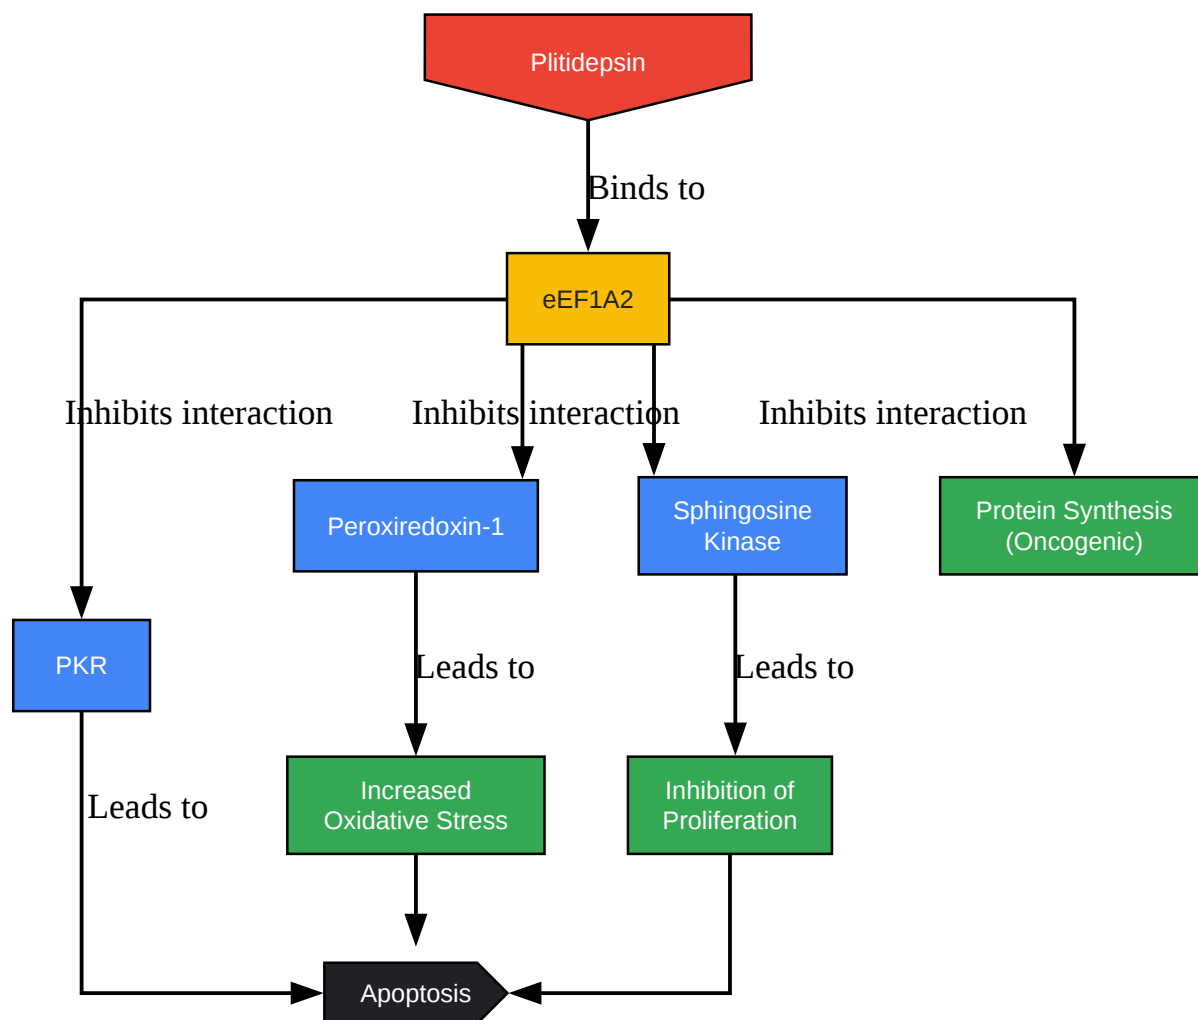 Plitidepsin
Binds to
eEF1A2
Inhibits interaction
Inhibits interaction
Inhibits interaction
Peroxiredoxin-1
Sphingosine
Kinase
Protein Synthesis
(Oncogenic)
PKR
Leads to
Leads to
Leads to
Increased
Oxidative Stress
Inhibition of
Proliferation
Apoptosis